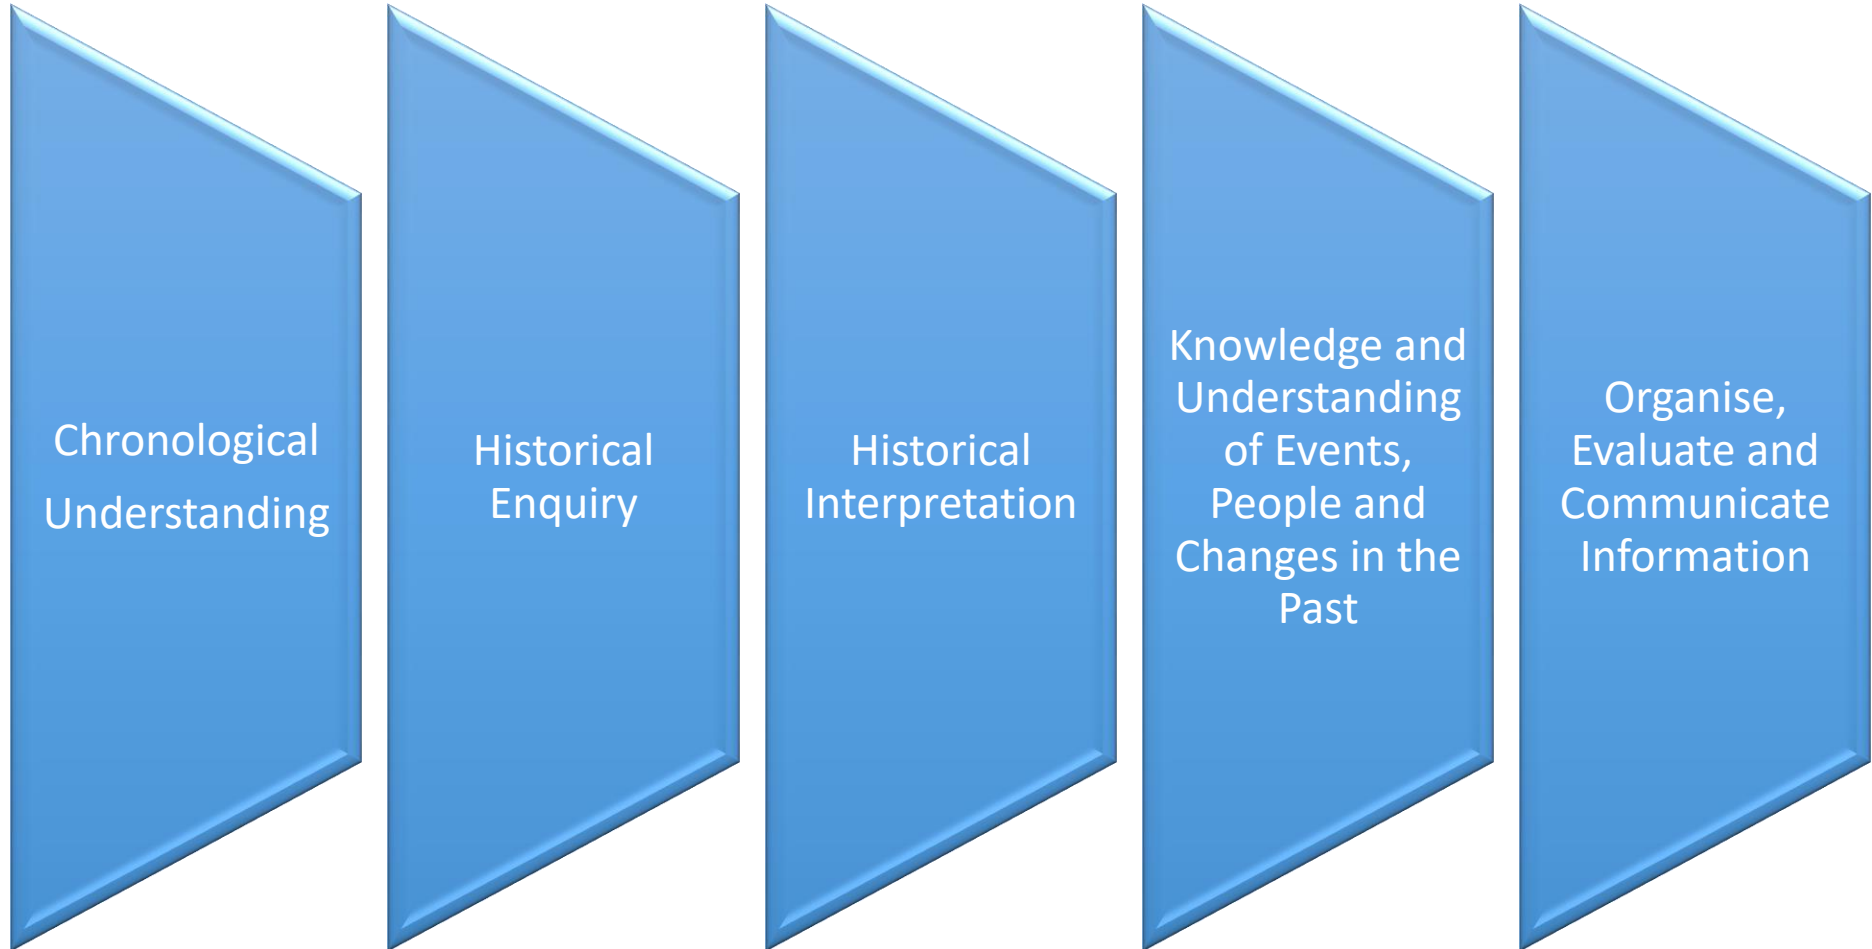 Chronological
Understanding
Historical
Enquiry
Historical
Interpretation
Knowledge and
Understanding
of Events,
People and
Changes in the
Past
Organise,
Evaluate and
Communicate
Information